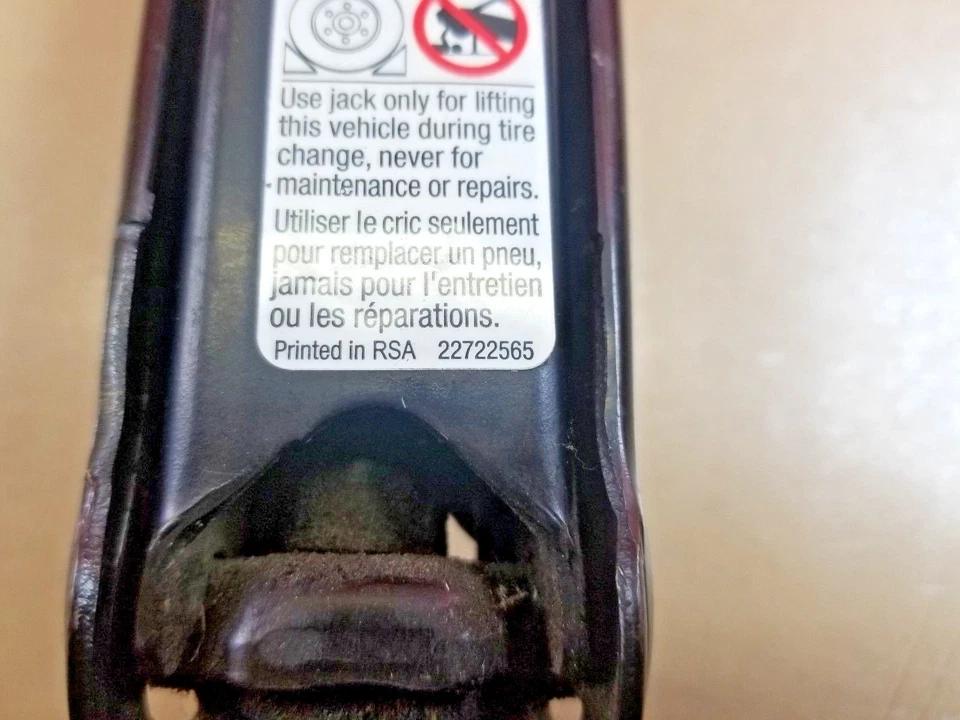 Use jack only for lifting
this vehicle during tire
change, never for
maintenance or repairs.
Utiliser le cric seulement
pour remplacer un pneu,
jamais pour l'entretien
ou les réparations.
Printed in RSA 22722565